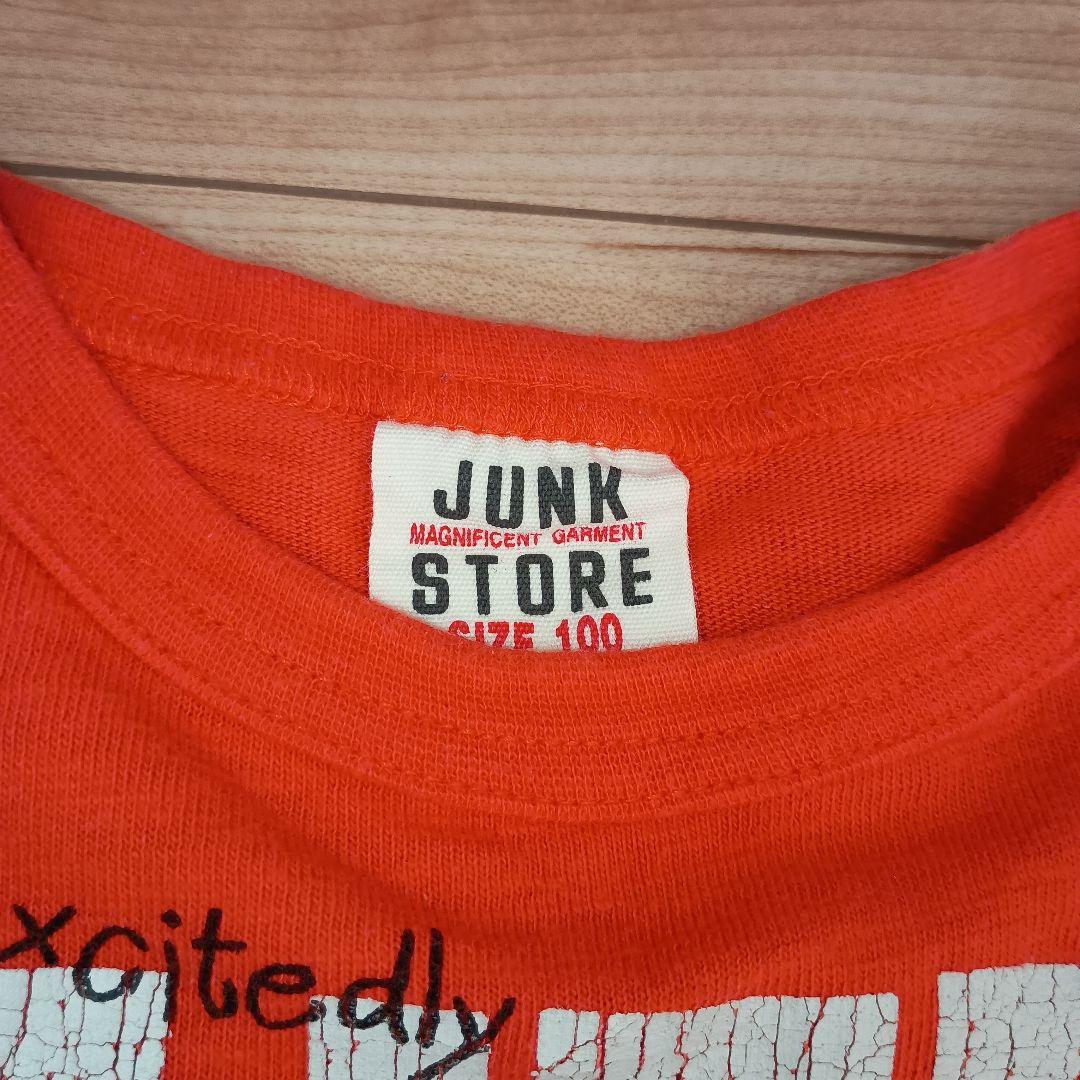 JUNK
MAGNIFICENT GARMENT
STORE
SIZE 100
xcitedly